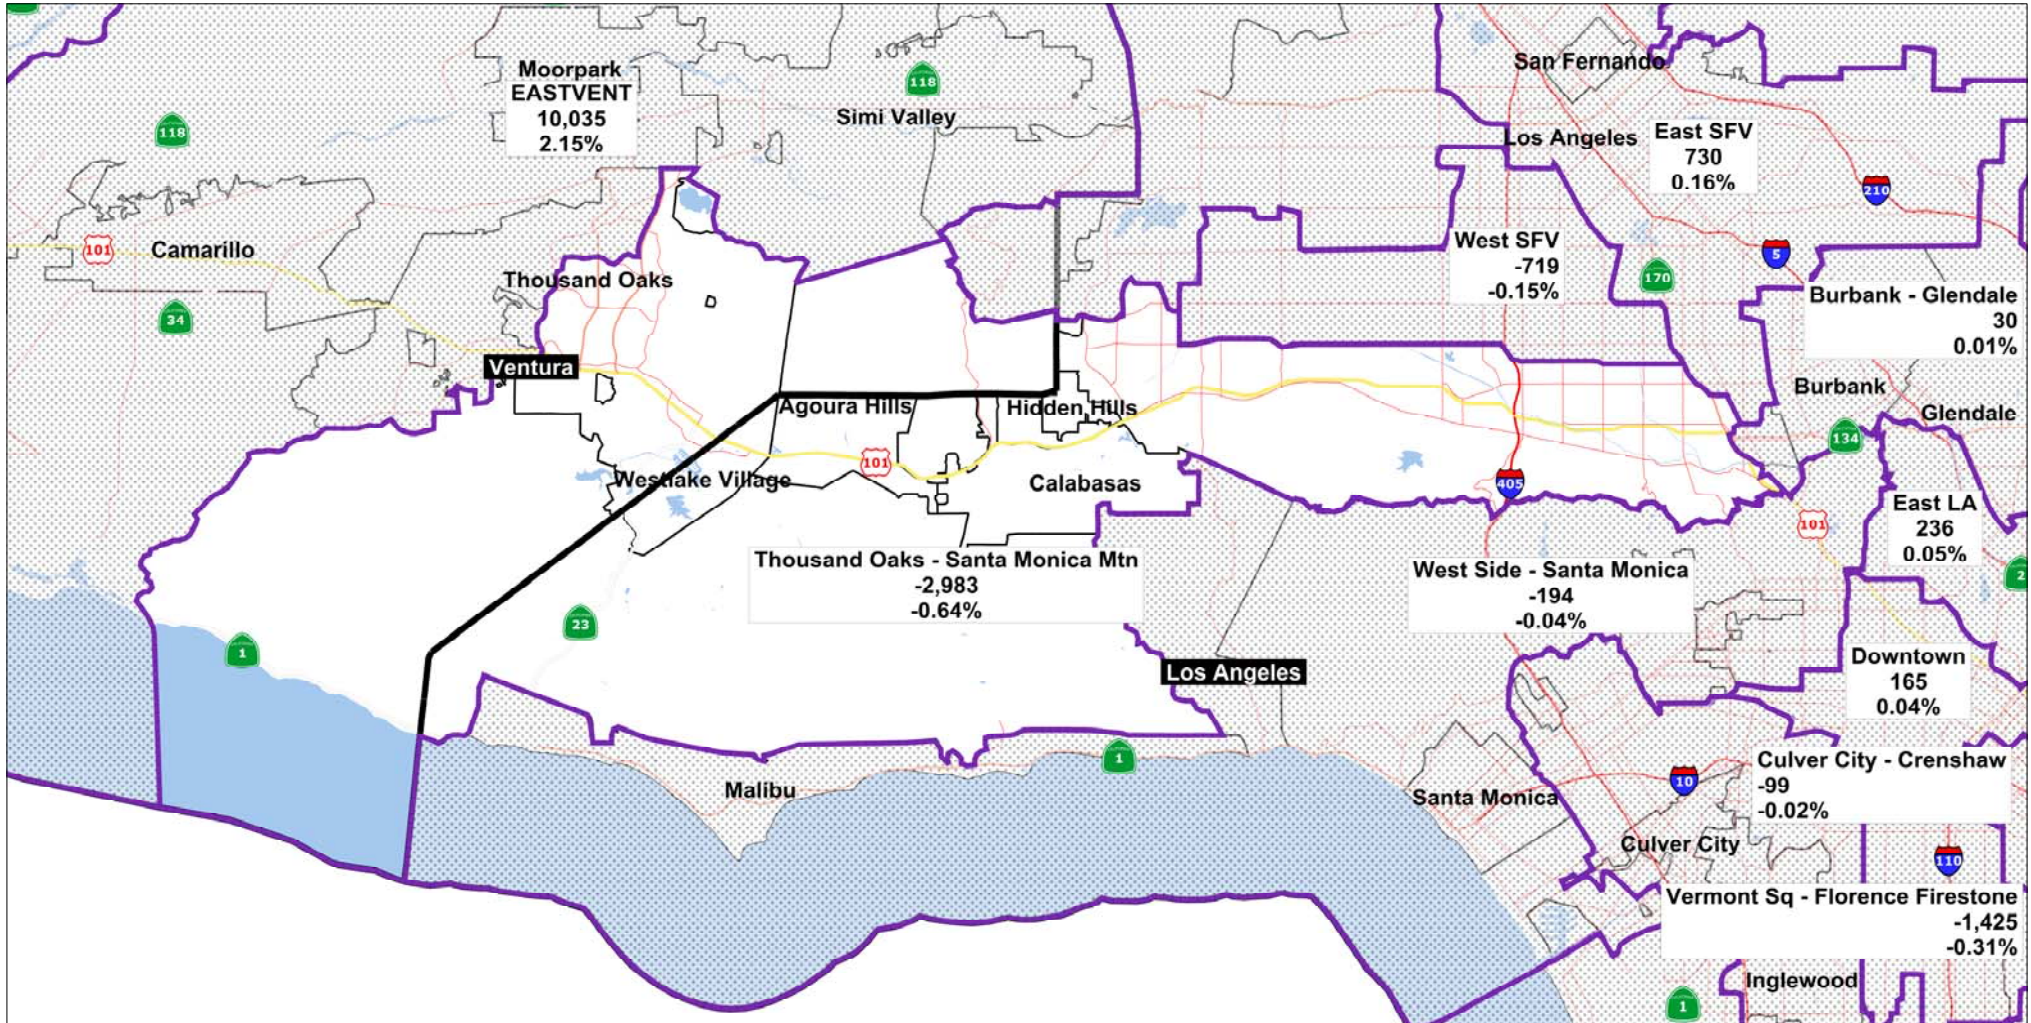 Moorpark
EASTVENT
10,035
2.15%
118
Simi Valley
118
San Fernando
Los Angeles
East SFV
730
0.16%
210
101
Camarillo
34
Thousand Oaks
West SFV
-719
-0.15%
170
5
Burbank - Glendale
30
0.01%
Ventura
Agoura Hills
Hidden Hills
Burbank
Glendale
134
101
Westlake Village
Calabasas
405
101
East LA
236
0.05%
2
Thousand Oaks - Santa Monica Mtn
-2,983
-0.64%
West Side - Santa Monica
-194
-0.04%
23
1
Los Angeles
Downtown
165
0.04%
1
Malibu
Santa Monica
10
Culver City - Crenshaw
-99
-0.02%
Culver City
110
Vermont Sq - Florence Firestone
-1,425
-0.31%
Inglewood
1